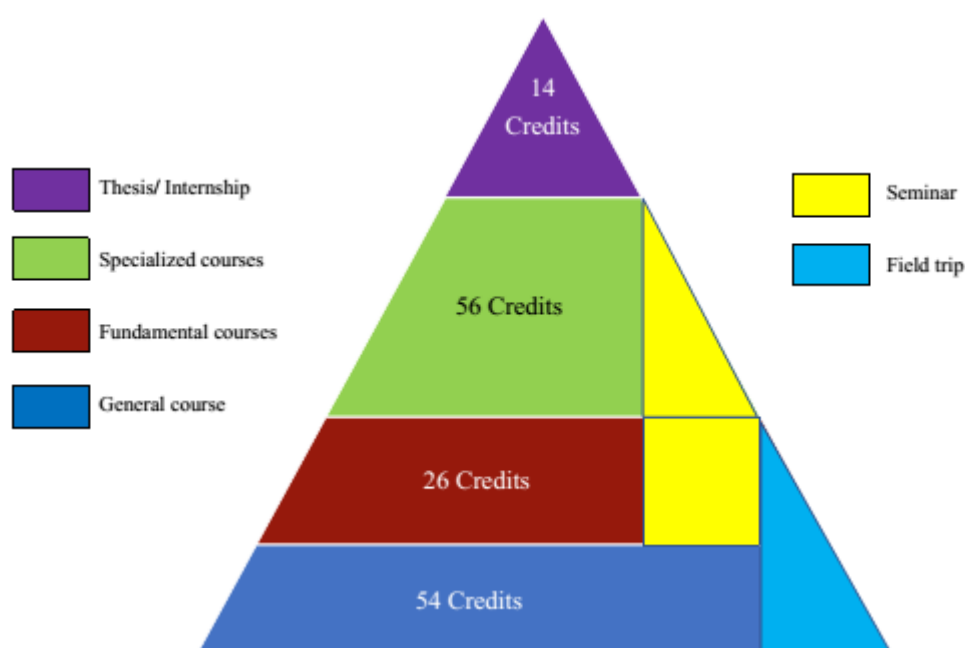 14
Credits
Thesis/ Internship
Seminar
Specialized courses
Field trip
56 Credits
Fundamental courses
General course
26 Credits
54 Credits